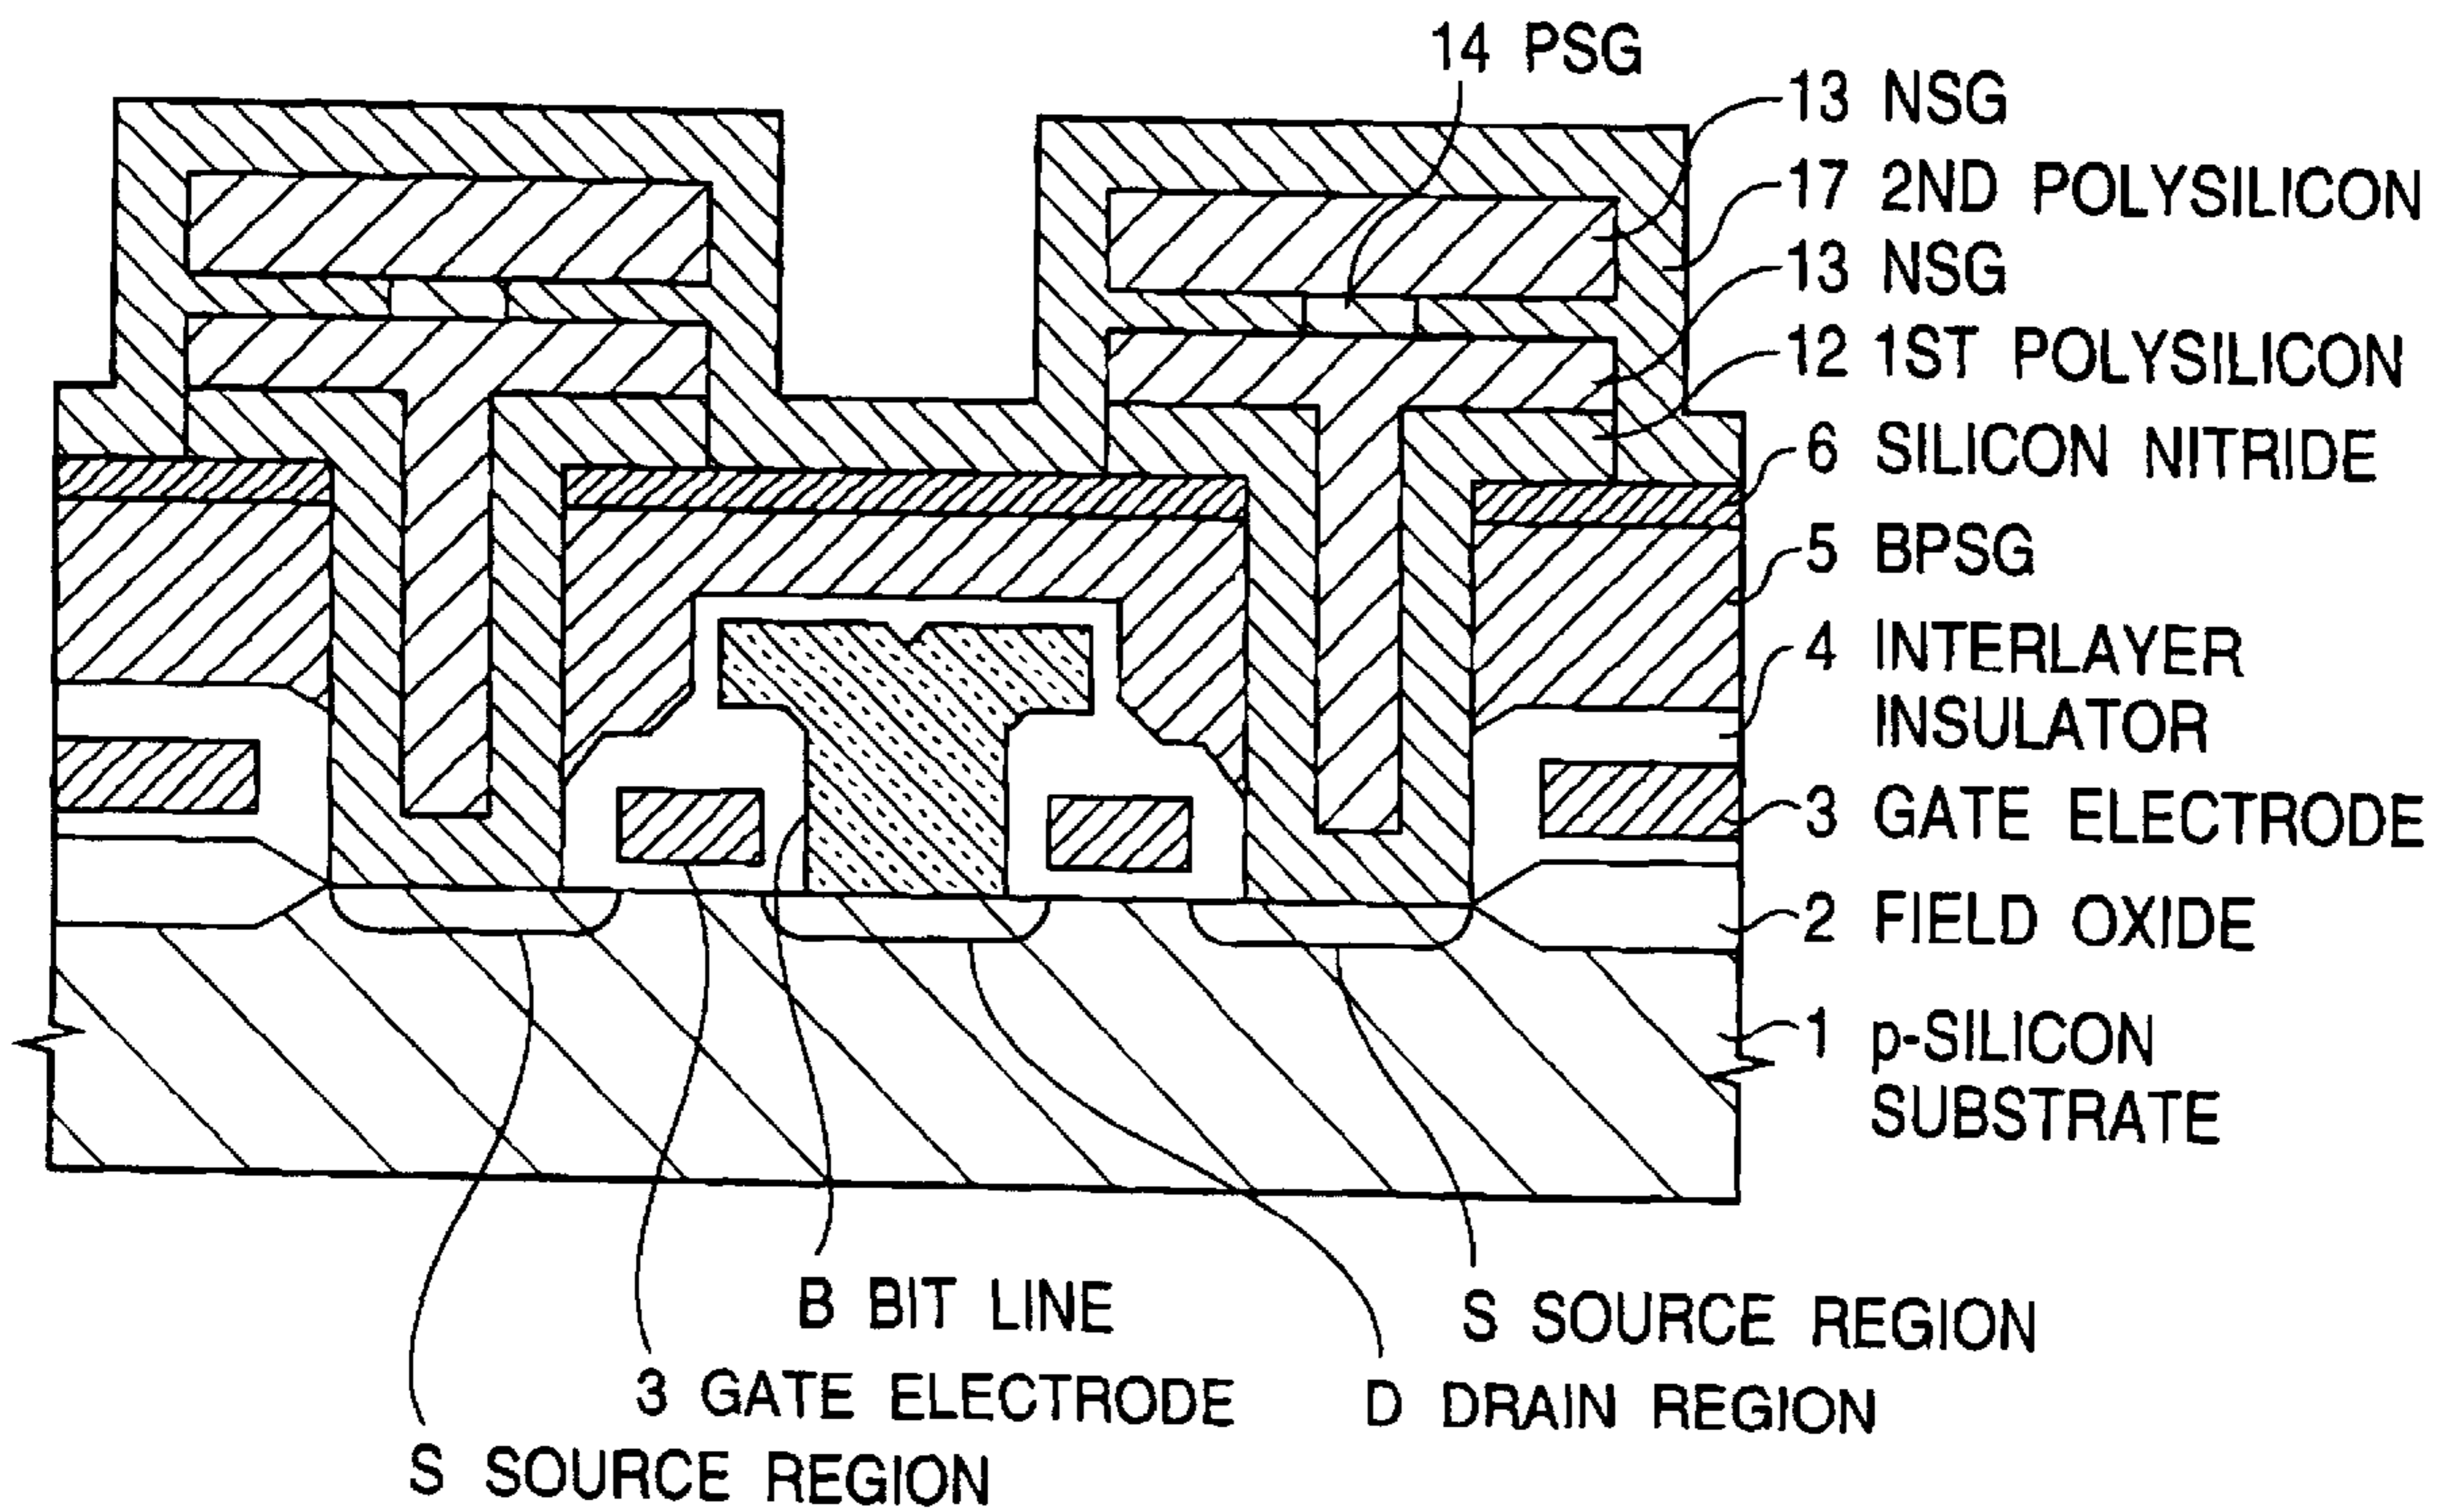 14 PSG
13 NSG
17 2ND POLYSILICON
13 NSG
12 1ST POLYSILICON
6 SILICON NITRIDE
5 BPSG
4 INTERLAYER
INSULATOR
3 GATE ELECTRODE
2 FIELD OXIDE
1 p-SILICON
SUBSTRATE
B BIT LINE
S SOURCE REGION
3 GATE ELECTRODE
D DRAIN REGION
S SOURCE REGION